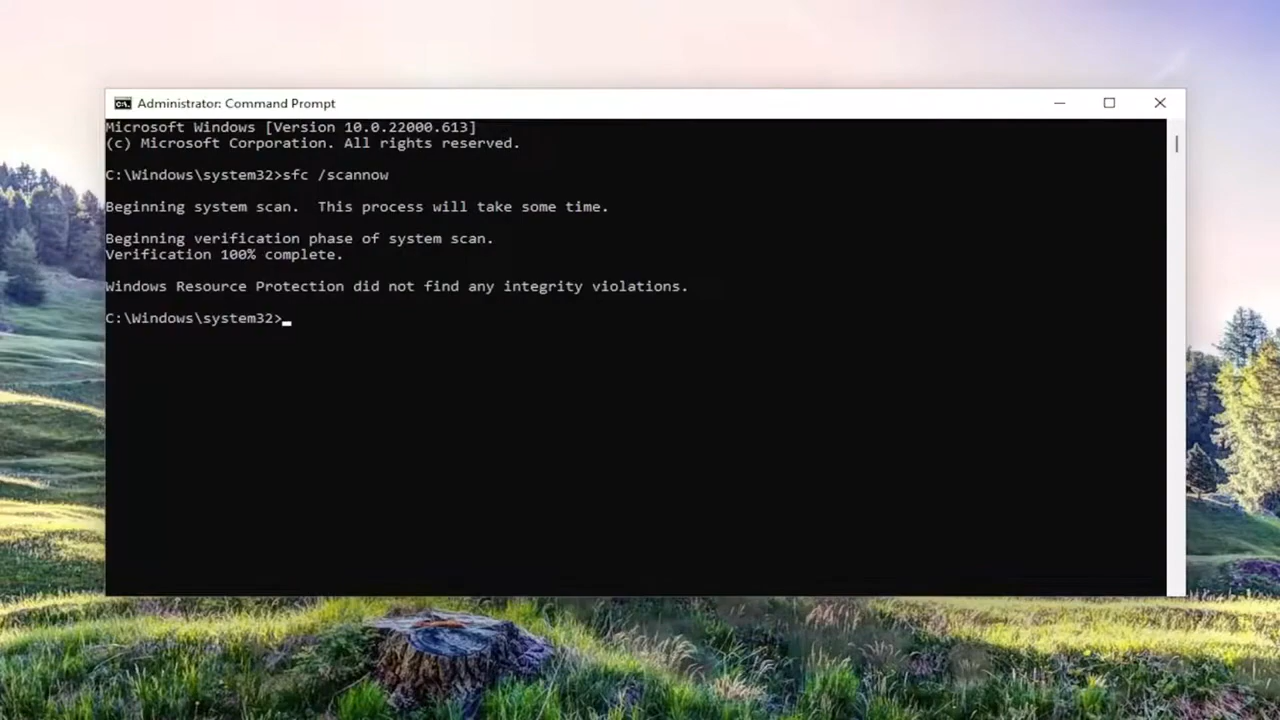 Administrator: Command Prompt
Microsoft Windows [Version 10.0.22000.613]
(c) Microsoft Corporation. All rights reserved.
C:\Windows\system32>sfc /scannow
Beginning system scan.  This process will take some time.
Beginning verification phase of system scan.
Verification 100% complete.
Windows Resource Protection did not find any integrity violations.
C:\Windows\system32>